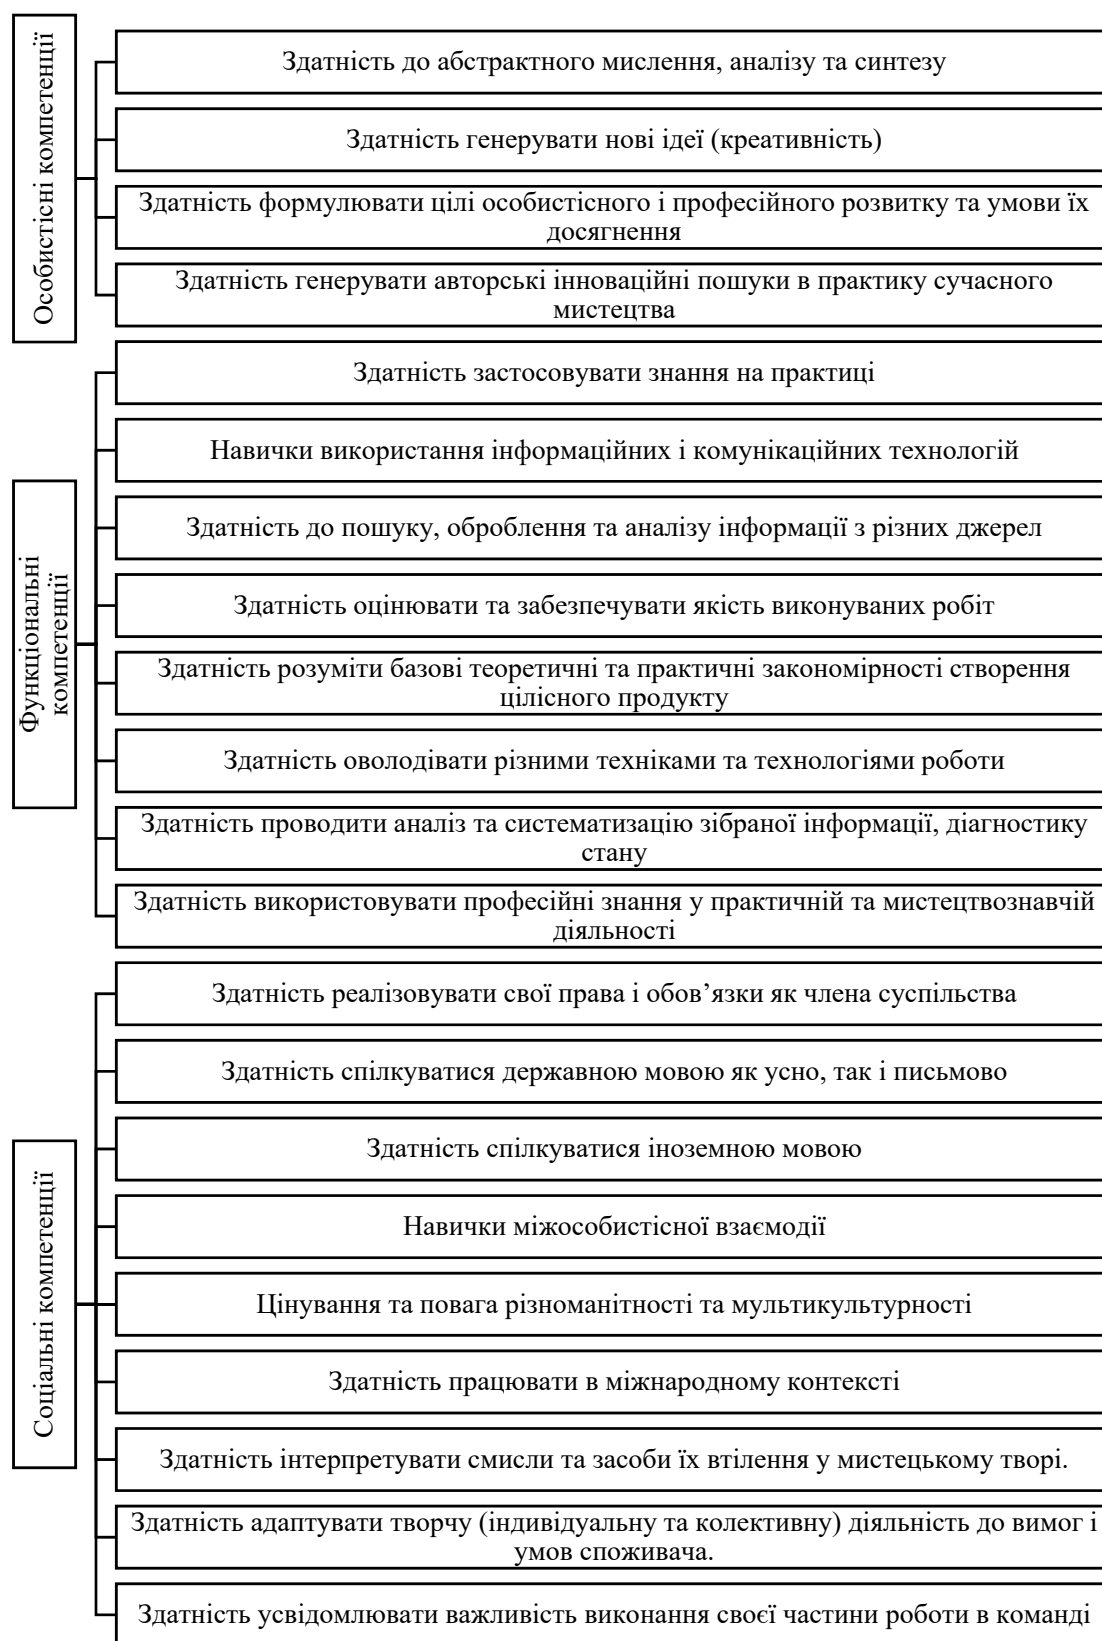 Особистісні компетенції
Здатність до абстрактного мислення, аналізу та синтезу
Здатність генерувати нові ідеї (креативність)
Здатність формулювати цілі особистісного і професійного розвитку та умови їх
досягнення
Здатність генерувати авторські інноваційні пошуки в практику сучасного
мистецтва
Функціональні
компетенції
Здатність застосовувати знання на практиці
Навички використання інформаційних і комунікаційних технологій
Здатність до пошуку, оброблення та аналізу інформації з різних джерел
Здатність оцінювати та забезпечувати якість виконуваних робіт
Здатність розуміти базові теоретичні та практичні закономірності створення
цілісного продукту
Здатність оволодівати різними техніками та технологіями роботи
Здатність проводити аналіз та систематизацію зібраної інформації, діагностику
стану
Здатність використовувати професійні знання у практичній та мистецтвознавчій
діяльності
Соціальні компетенції
Здатність реалізовувати свої права і обов’язки як члена суспільства
Здатність спілкуватися державною мовою як усно, так і письмово
Здатність спілкуватися іноземною мовою
Навички міжособистісної взаємодії
Цінування та повага різноманітності та мультикультурності
Здатність працювати в міжнародному контексті
Здатність інтерпретувати смисли та засоби їх втілення у мистецькому творі.
Здатність адаптувати творчу (індивідуальну та колективну) діяльність до вимог і
умов споживача.
Здатність усвідомлювати важливість виконання своєї частини роботи в команді